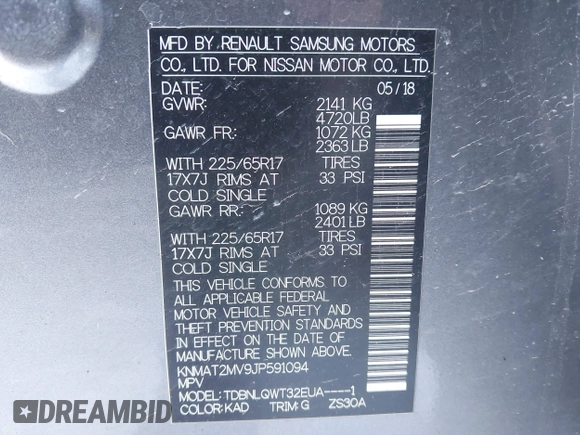 MFD BY RENAULT SAMSUNG MOTORS
CO., LTD. FOR NISSAN MOTOR CO., LTD.
DATE: 05/18
GVWR: 2141 KG
4720LB
GAWR FR: 1072 KG
2363 LB
WITH 225/65R17 TIRES
17X7J RIMS AT 33 PSI
COLD SINGLE
GAWR RR: 1089 KG
2401 LB
WITH 225/65R17 TIRES
17X7J RIMS AT 33 PSI
COLD SINGLE
THIS VEHICLE CONFORMS TO
ALL APPLICABLE FEDERAL
MOTOR VEHICLE SAFETY AND
THEFT PREVENTION STANDARDS
IN EFFECT ON THE DATE OF
MANUFACTURE SHOWN ABOVE.
KNMAT2MV9JP591094
MPV
MODEL: TDBNLQWT32EUA----1
COLOR: KAD TRIM: G ZS30A
EPICVIN.COM